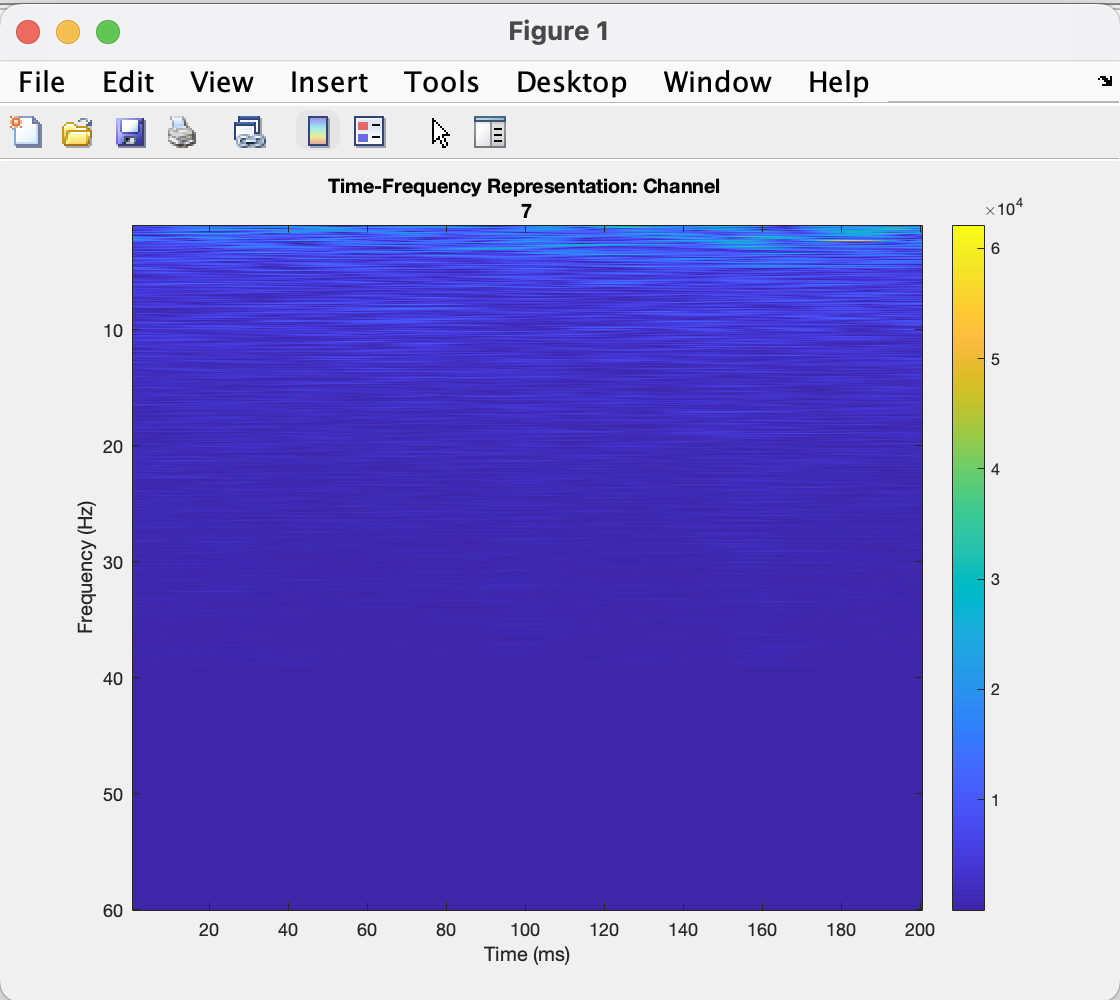 Figure 1
File Edit View Insert Tools Desktop Window Help
Time-Frequency Representation: Channel
7
×10⁴
6
5
4
3
2
1
Frequency (Hz)
10
20
30
40
50
60
20 40 60 80 100 120 140 160 180 200
Time (ms)